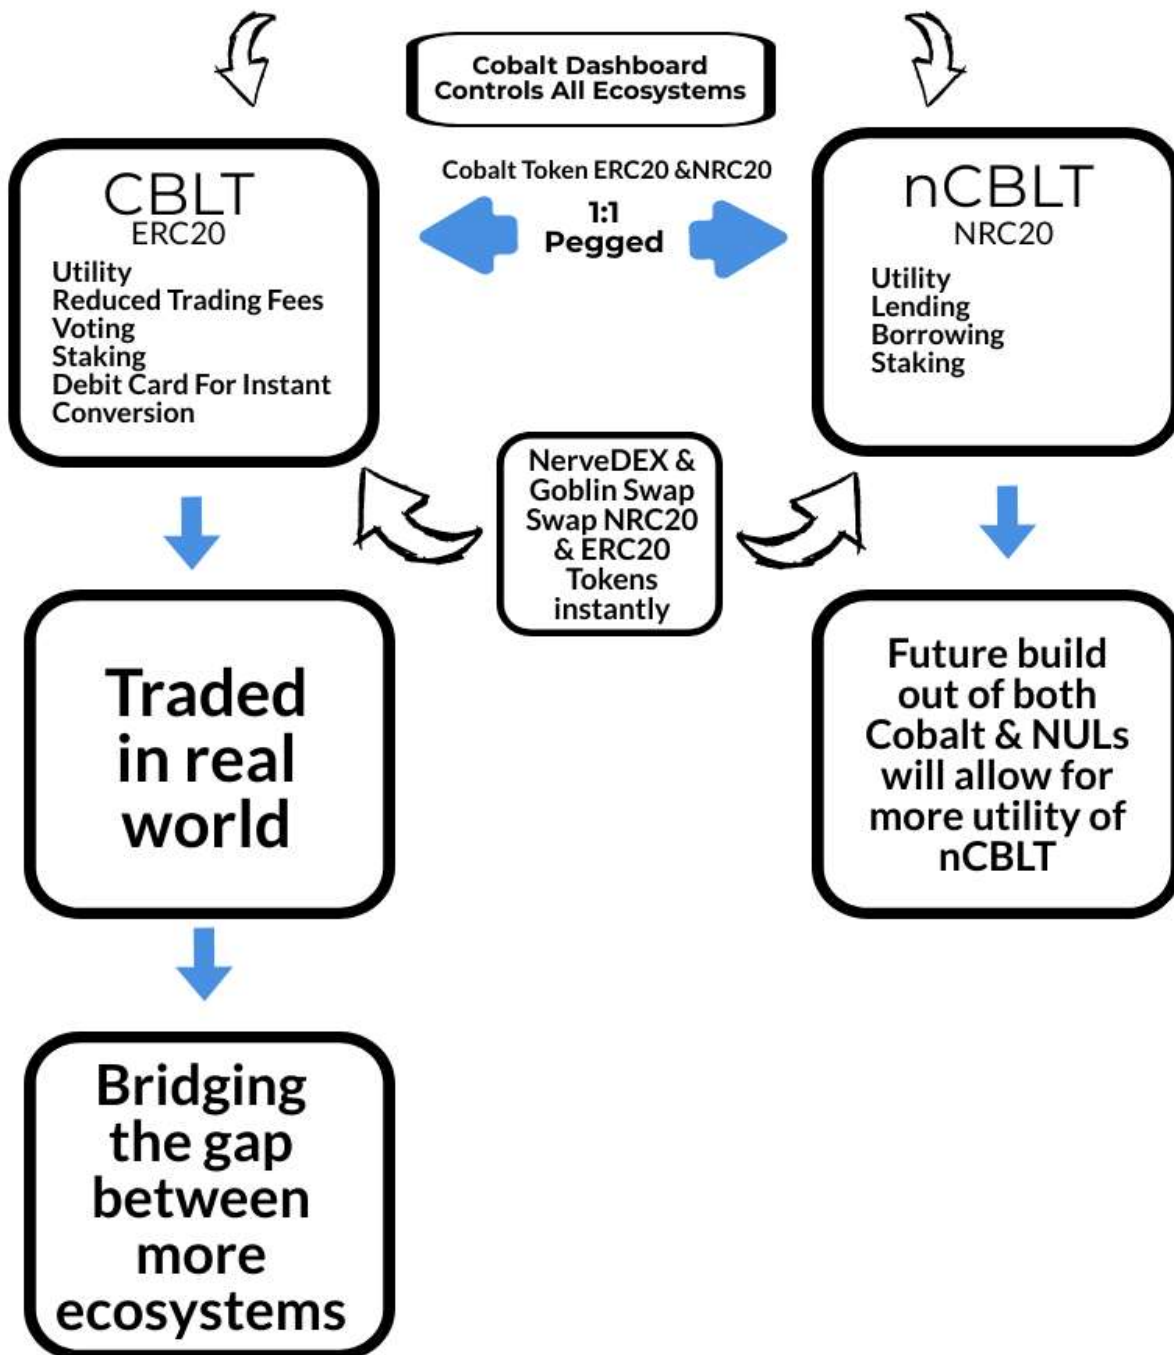 Cobalt Dashboard
Controls All Ecosystems
CBLT
ERC20
Utility
Reduced Trading Fees
Voting
Staking
Debit Card For Instant
Conversion
Cobalt Token ERC20 &NRC20
1:1
Pegged
nCBLT
NRC20
Utility
Lending
Borrowing
Staking
NerveDEX &
Goblin Swap
Swap NRC20
& ERC20
Tokens
instantly
Traded
in real
world
Future build
out of both
Cobalt & NULs
will allow for
more utility of
nCBLT
Bridging
the gap
between
more
ecosystems